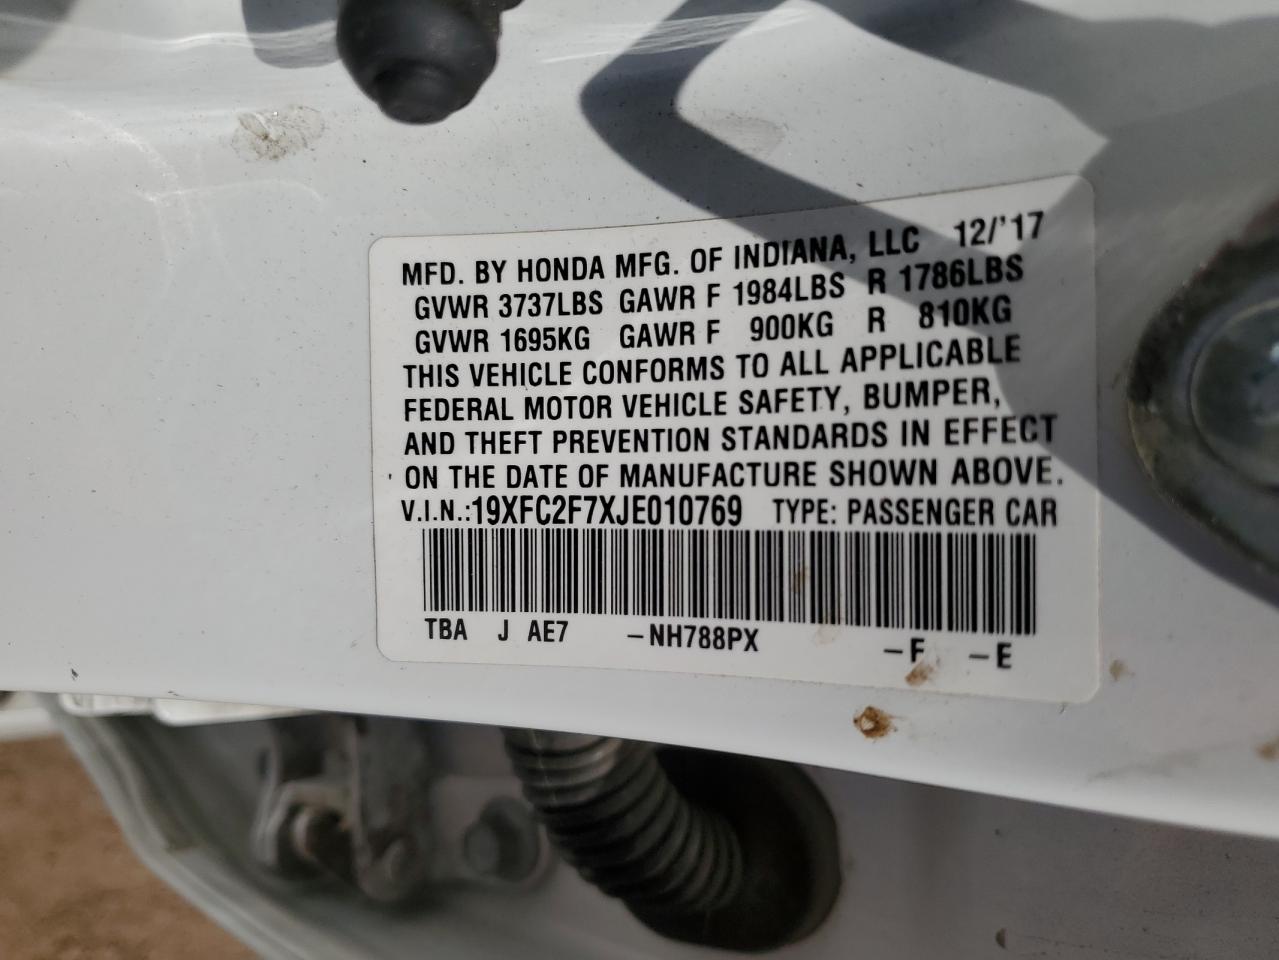 MFD. BY HONDA MFG. OF INDIANA, LLC 12/'17
GVWR 3737LBS GAWR F 1984LBS R 1786LBS
GVWR 1695KG GAWR F 900KG R 810KG
THIS VEHICLE CONFORMS TO ALL APPLICABLE
FEDERAL MOTOR VEHICLE SAFETY, BUMPER,
AND THEFT PREVENTION STANDARDS IN EFFECT
ON THE DATE OF MANUFACTURE SHOWN ABOVE.
V.I.N.:19XFC2F7XJE010769 TYPE: PASSENGER CAR
TBA J AE7 –NH788PX –F –E